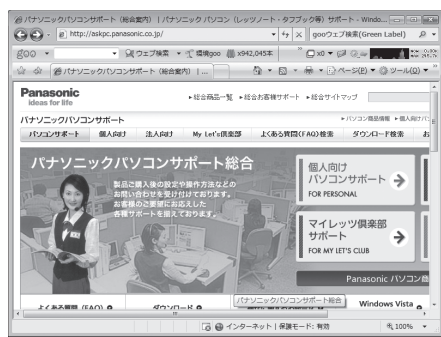 パナソニックパソコンサポート（総合案内） | パナソニック パソコン（レッツノート・タフブック等）サポート - Windo...
http://askpc.panasonic.co.jp/
gooウェブ検索(Green Label)
goo
ウェブ検索
環境goo
x942,045本
x0
パナソニックパソコンサポート（総合案内） | ...
ページ(P)
ツール(O)
Panasonic
ideas for life
総合商品一覧
総合お客様サポート
総合サイトマップ
パナソニックパソコンサポート
パソコン商品情報
パソコンサポート
個人向け
法人向け
My Let's倶楽部
よくある質問(FAQ)検索
ダウンロード検索
パナソニックパソコンサポート総合
製品ご購入後の設定や操作方法などの
お問い合わせを受け付けております。
お客様のご要望にお応えした
各種サポートを揃えております。
個人向け
パソコンサポート
FOR PERSONAL
マイレッツ倶楽部
サポート
FOR MY LET'S CLUB
Panasonic パソコン商
よくある質問（FAQ）
ダウンロード
パナソニックパソコンサポート総合
Windows Vista
インターネット | 保護モード: 有効
100%